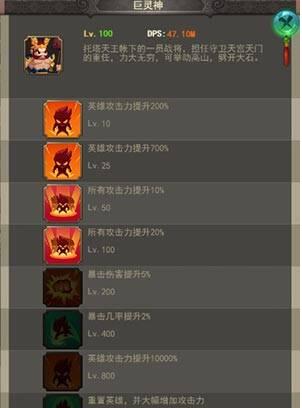 巨灵神
Lv. 100 DPS: 47.10M
托塔天王帐下的一员战将，担任守卫天宫天门
的重任，力大无穷，可举动高山，劈开大石。
英雄攻击力提升200%
Lv. 10
英雄攻击力提升700%
Lv. 25
所有攻击力提升10%
Lv. 50
所有攻击力提升20%
Lv. 100
暴击伤害提升5%
Lv. 200
暴击几率提升2%
Lv. 400
英雄攻击力提升10000%
Lv. 800
重置英雄，并大幅增加攻击力